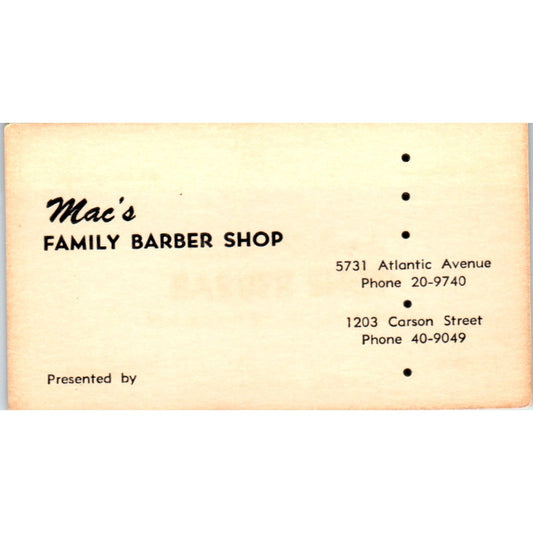 Mac's
FAMILY BARBER SHOP
5731 Atlantic Avenue
Phone 20-9740
1203 Carson Street
Phone 40-9049
Presented by